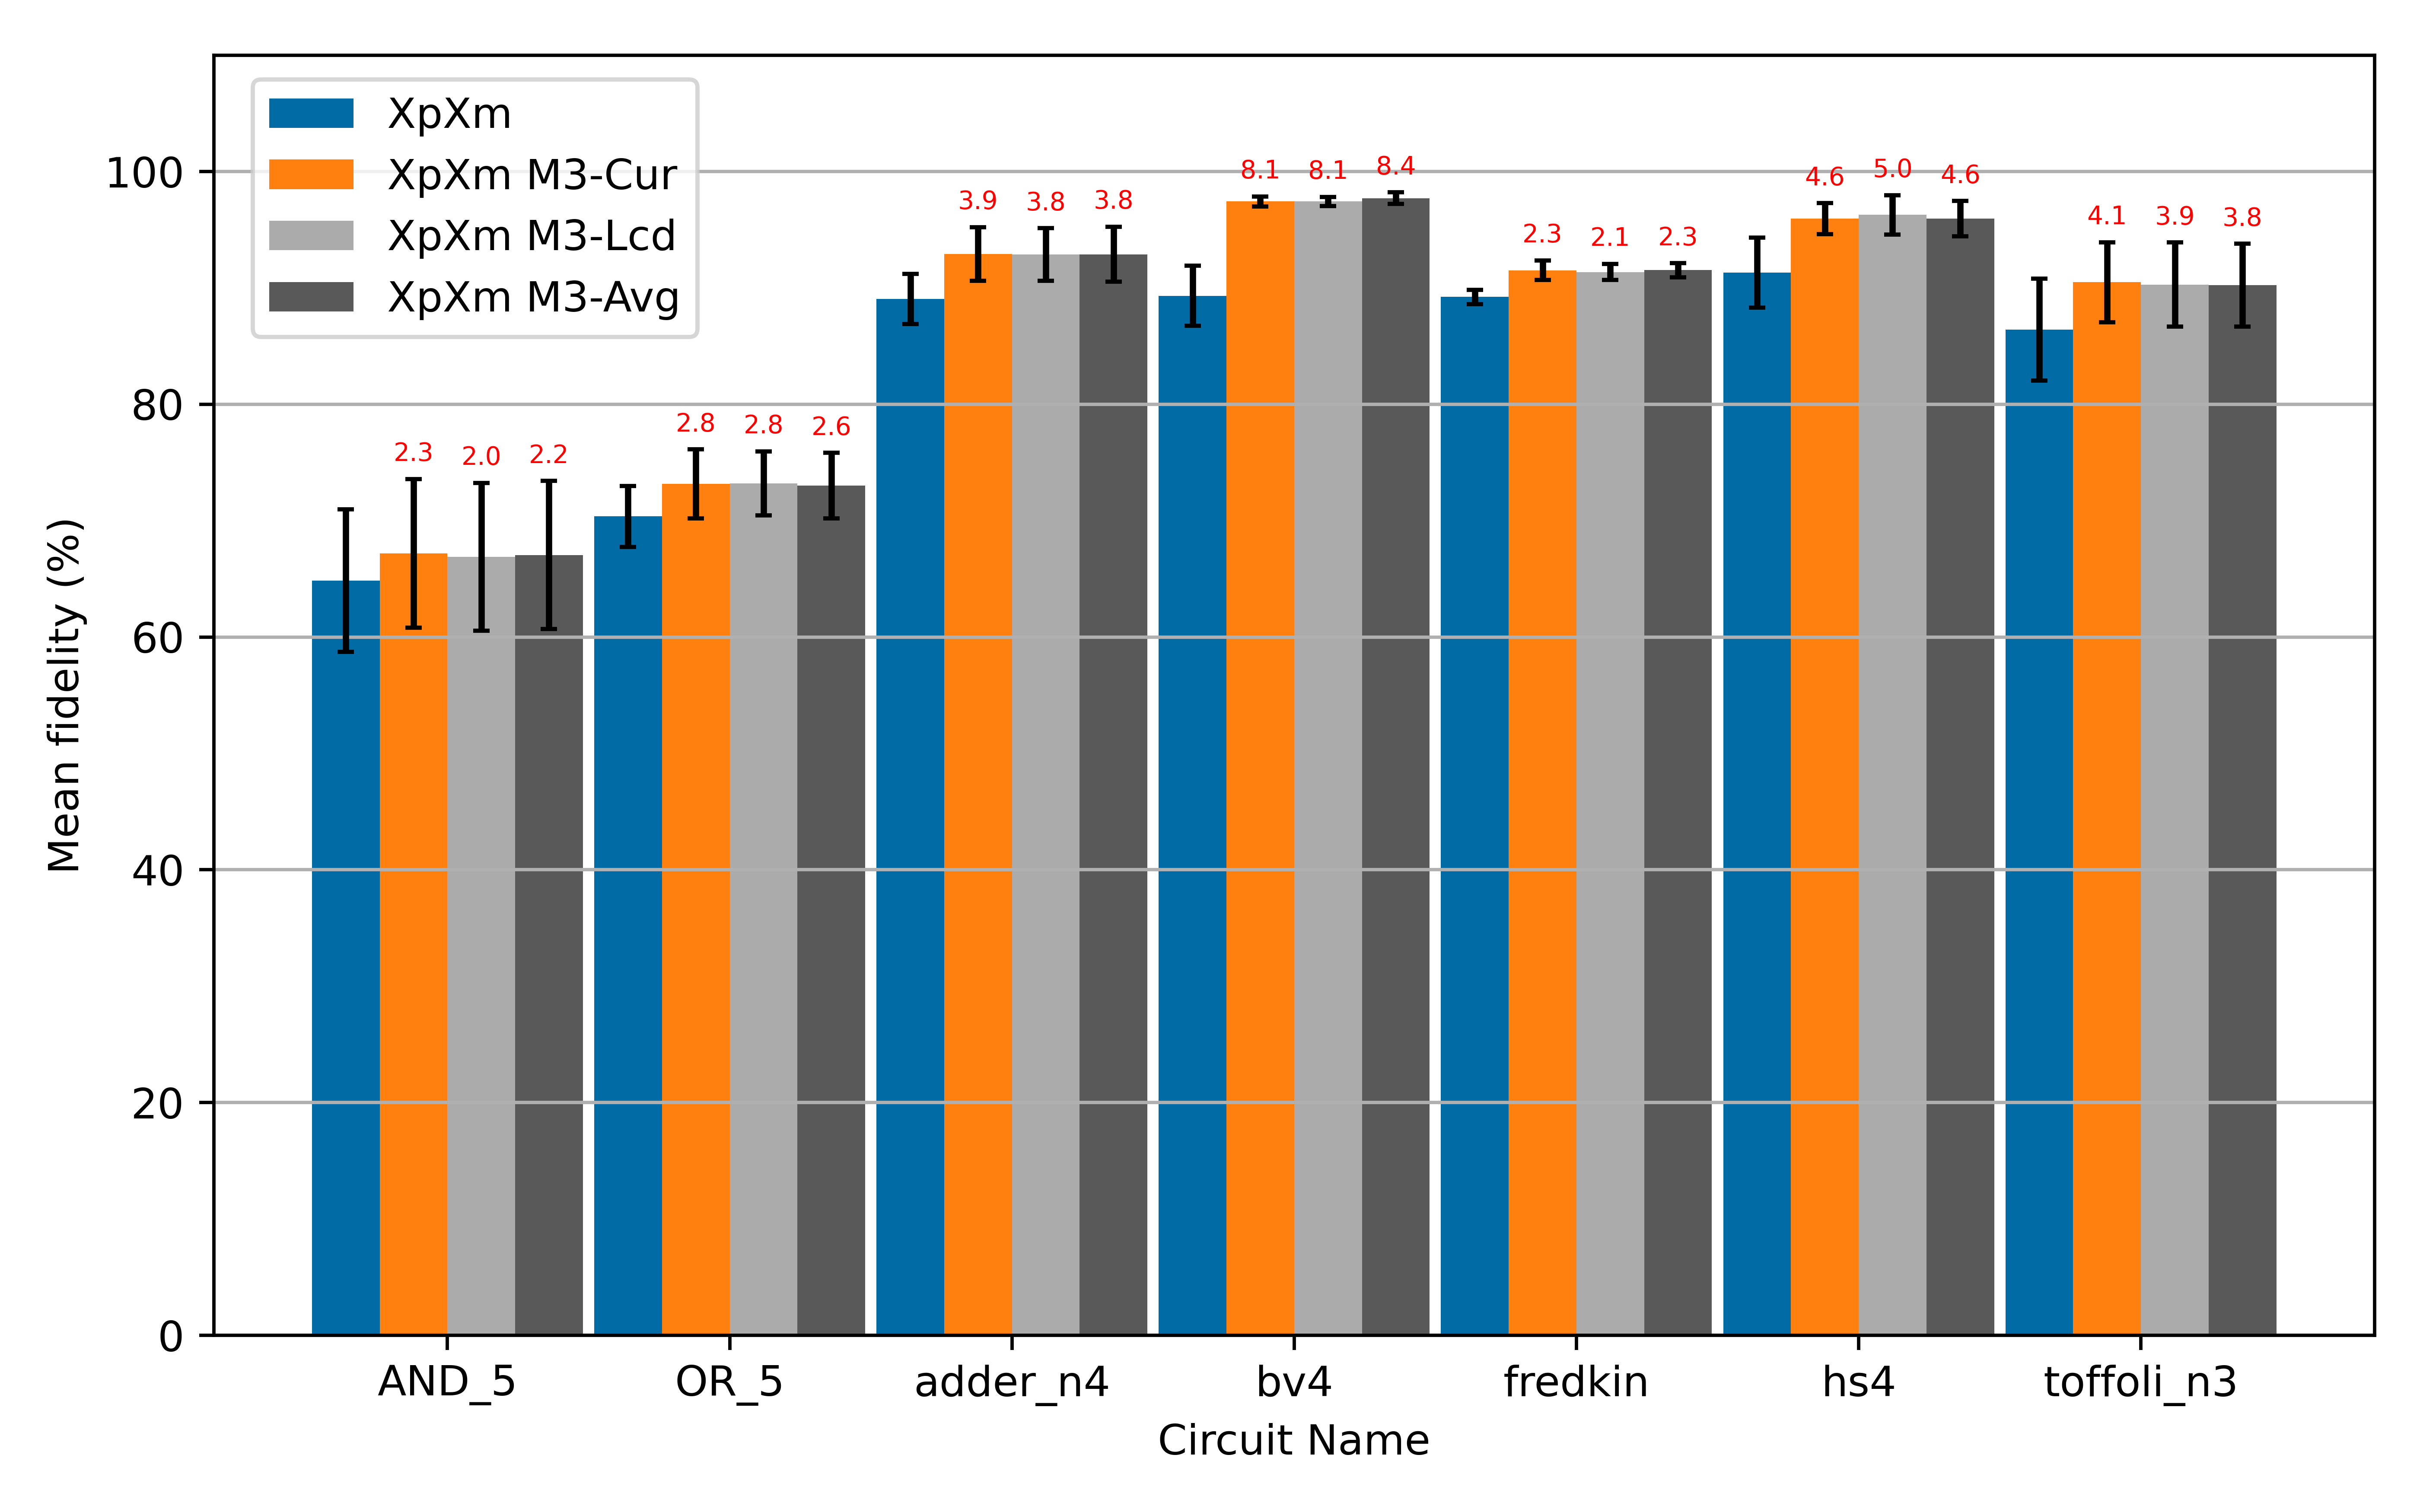 XpXm
XpXm M3-Cur
XpXm M3-Lcd
XpXm M3-Avg
Mean fidelity (%)
100
80
60
40
20
0
2.3 2.0 2.2
2.8 2.8 2.6
3.9 3.8 3.8
8.1 8.1 8.4
2.3 2.1 2.3
4.6 5.0 4.6
4.1 3.9 3.8
AND_5 OR_5 adder_n4 bv4 fredkin hs4 toffoli_n3
Circuit Name